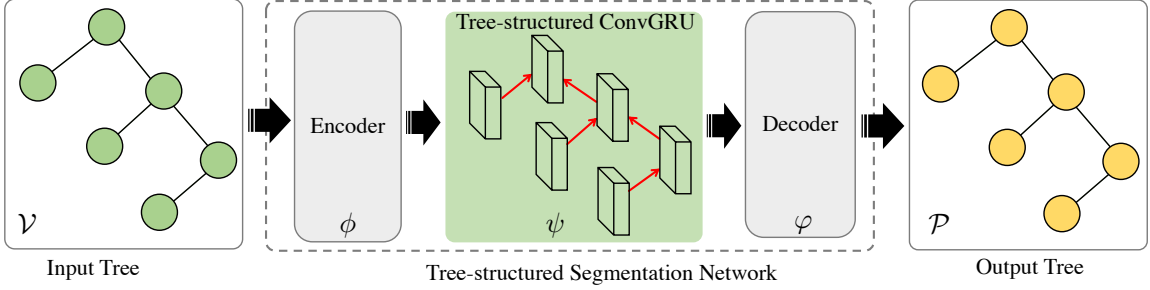 Tree-structured ConvGRU
Encoder
Decoder
𝒱
ϕ
ψ
φ
𝒫
Input Tree
Tree-structured Segmentation Network
Output Tree